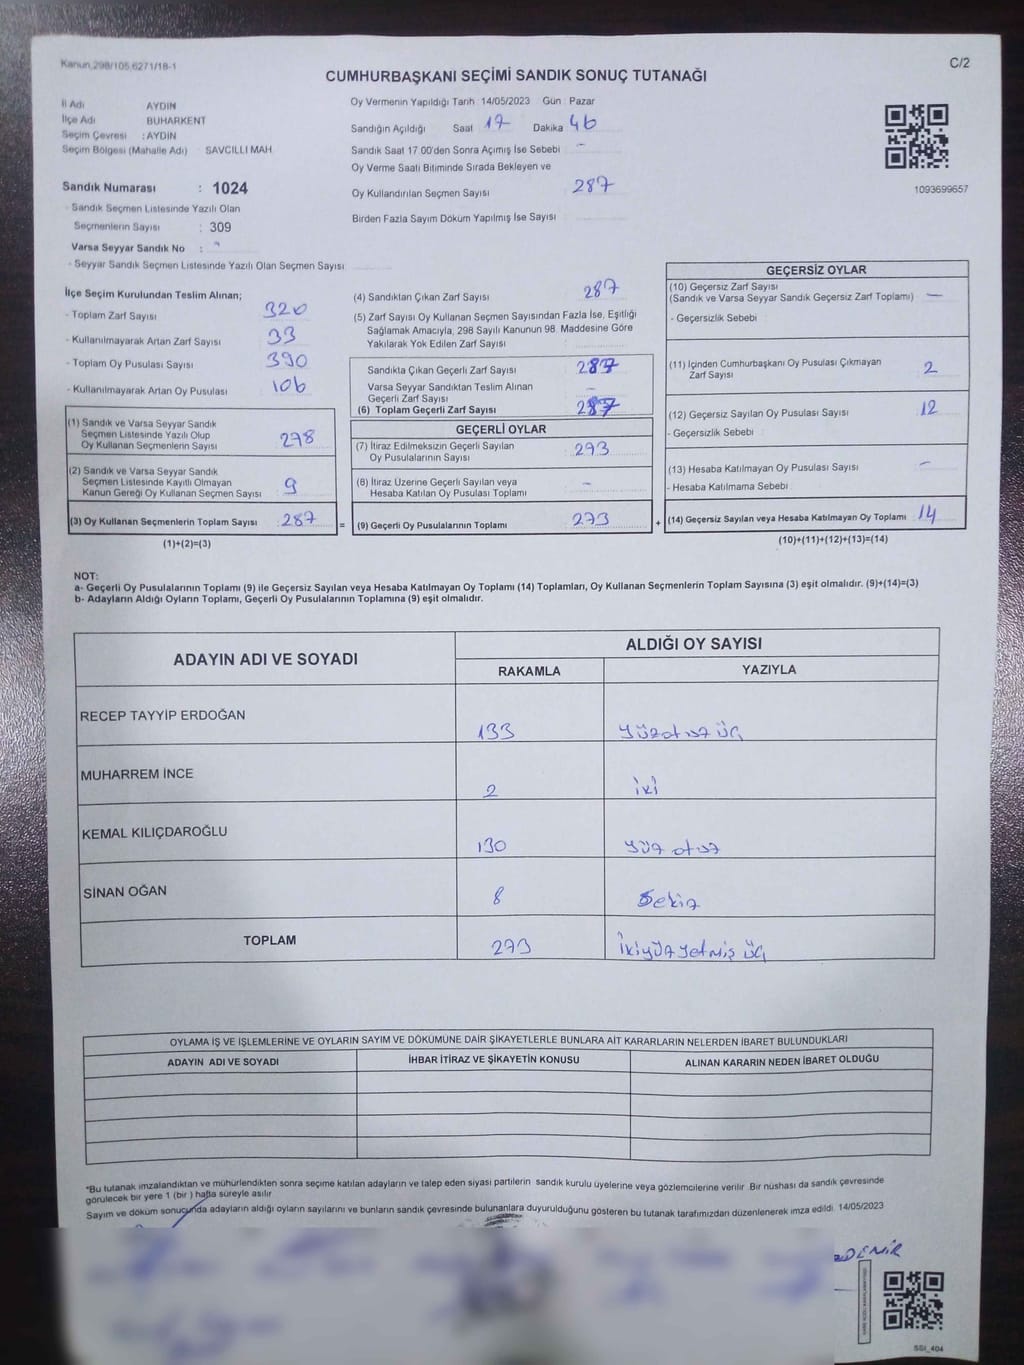 Kanun 298/105,6271/18-1
C/2
CUMHURBAŞKANI SEÇİMİ SANDIK SONUÇ TUTANAĞI
İl Adı AYDIN
İlçe Adı BUHARKENT
Seçim Çevresi : AYDIN
Seçim Bölgesi (Mahalle Adı) SAVCILLI MAH.
Sandık Numarası : 1024
- Sandık Seçmen Listesinde Yazılı Olan
Seçmenlerin Sayısı : 309
Varsa Seyyar Sandık No : -
- Seyyar Sandık Seçmen Listesinde Yazılı Olan Seçmen Sayısı
Oy Vermenin Yapıldığı Tarih 14/05/2023 Gün Pazar
Sandığın Açıldığı Saat 17 Dakika 46
Sandık Saat 17.00'den Sonra Açımış İse Sebebi -
Oy Verme Saati Bitiminde Sırada Bekleyen ve
Oy Kullandırılan Seçmen Sayısı 287
Birden Fazla Sayım Döküm Yapılmış İse Sayısı
1093699657
İlçe Seçim Kurulundan Teslim Alınan;
- Toplam Zarf Sayısı 320
- Kullanılmayarak Artan Zarf Sayısı 33
- Toplam Oy Pusulası Sayısı 390
- Kullanılmayarak Artan Oy Pusulası 106
(1) Sandık ve Varsa Seyyar Sandık
Seçmen Listesinde Yazılı Olup
Oy Kullanan Seçmenlerin Sayısı 278
(2) Sandık ve Varsa Seyyar Sandık
Seçmen Listesinde Kayıtlı Olmayan
Kanun Gereği Oy Kullanan Seçmen Sayısı 9
(3) Oy Kullanan Seçmenlerin Toplam Sayısı 287
(1)+(2)=(3)
(4) Sandıktan Çıkan Zarf Sayısı 287
(5) Zarf Sayısı Oy Kullanan Seçmen Sayısından Fazla İse, Eşitliği
Sağlamak Amacıyla, 298 Sayılı Kanunun 98. Maddesine Göre
Yakılarak Yok Edilen Zarf Sayısı
Sandıkta Çıkan Geçerli Zarf Sayısı 287
Varsa Seyyar Sandıktan Teslim Alınan
Geçerli Zarf Sayısı -
(6) Toplam Geçerli Zarf Sayısı 287
GEÇERLİ OYLAR
(7) İtiraz Edilmeksizin Geçerli Sayılan
Oy Pusulalarının Sayısı 273
(8) İtiraz Üzerine Geçerli Sayılan veya
Hesaba Katılan Oy Pusulası Toplamı -
= (9) Geçerli Oy Pusulalarının Toplamı 273
GEÇERSİZ OYLAR
(10) Geçersiz Zarf Sayısı
(Sandık ve Varsa Seyyar Sandık Geçersiz Zarf Toplamı) -
- Geçersizlik Sebebi
(11) İçinden Cumhurbaşkanı Oy Pusulası Çıkmayan
Zarf Sayısı 2
(12) Geçersiz Sayılan Oy Pusulası Sayısı 12
- Geçersizlik Sebebi
(13) Hesaba Katılmayan Oy Pusulası Sayısı -
- Hesaba Katılmama Sebebi
+ (14) Geçersiz Sayılan veya Hesaba Katılmayan Oy Toplamı 14
(10)+(11)+(12)+(13)=(14)
NOT:
a- Geçerli Oy Pusulalarının Toplamı (9) ile Geçersiz Sayılan veya Hesaba Katılmayan Oy Toplamı (14) Toplamları, Oy Kullanan Seçmenlerin Toplam Sayısına (3) eşit olmalıdır. (9)+(14)=(3)
b- Adayların Aldığı Oyların Toplamı, Geçerli Oy Pusulalarının Toplamına (9) eşit olmalıdır.
ADAYIN ADI VE SOYADI
ALDIĞI OY SAYISI
RAKAMLA YAZIYLA
RECEP TAYYİP ERDOĞAN 133 yüzotuz üç
MUHARREM İNCE 2 iki
KEMAL KILIÇDAROĞLU 130 yüz otuz
SİNAN OĞAN 8 Sekiz
TOPLAM 273 ikiyüzyetmiş üç
OYLAMA İŞ VE İŞLEMLERİNE VE OYLARIN SAYIM VE DÖKÜMÜNE DAİR ŞİKAYETLERLE BUNLARA AİT KARARLARIN NELERDEN İBARET BULUNDUKLARI
ADAYIN ADI VE SOYADI İHBAR İTİRAZ VE ŞİKAYETİN KONUSU ALINAN KARARIN NEDEN İBARET OLDUĞU
*Bu tutanak imzalandıktan ve mühürlendikten sonra seçime katılan adayların ve talep eden siyasi partilerin sandık kurulu üyelerine veya gözlemcilerine verilir. Bir nüshası da sandık çevresinde
görülecek bir yere 1 (bir) hafta süreyle asılır
Sayım ve döküm sonucunda adayların aldığı oyların sayılarını ve bunların sandık çevresinde bulunanlara duyurulduğunu gösteren bu tutanak tarafımızdan düzenlenerek imza edildi. 14/05/2023
DEMİR
SSI_404